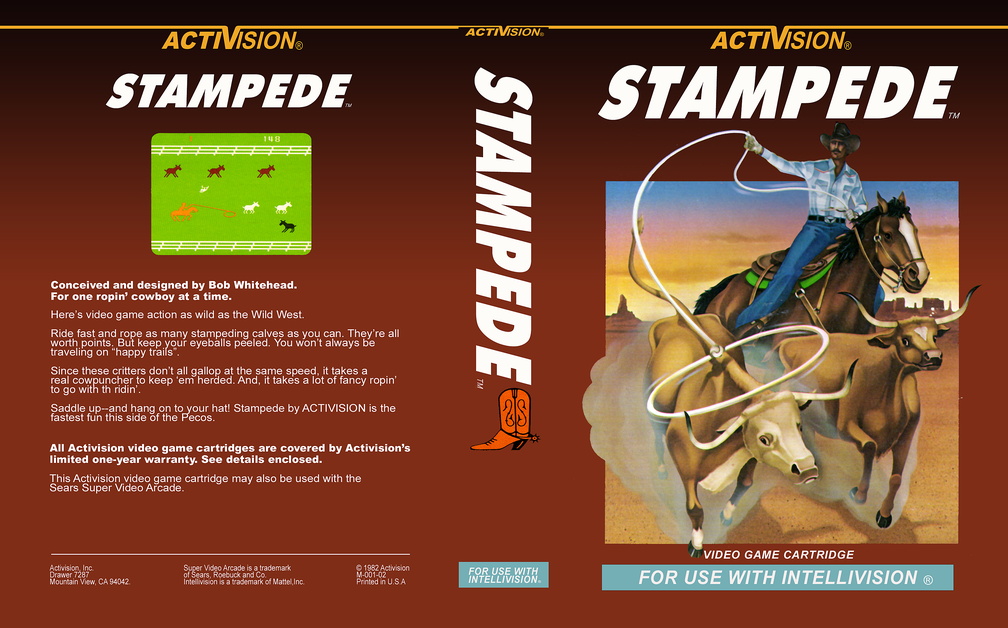 ACTIVISION®
STAMPEDE™
148
Conceived and designed by Bob Whitehead.
For one ropin' cowboy at a time.
Here's video game action as wild as the Wild West.
Ride fast and rope as many stampeding calves as you can. They're all
worth points. But keep your eyeballs peeled. You won't always be
traveling on "happy trails".
Since these critters don't all gallop at the same speed, it takes a
real cowpuncher to keep 'em herded. And, it takes a lot of fancy ropin'
to go with th ridin'.
Saddle up--and hang on to your hat! Stampede by ACTIVISION is the
fastest fun this side of the Pecos.
All Activision video game cartridges are covered by Activision's
limited one-year warranty. See details enclosed.
This Activision video game cartridge may also be used with the
Sears Super Video Arcade.
Activision, Inc.
Drawer 7287
Mountain View, CA 94042.
Super Video Arcade is a trademark
of Sears, Roebuck and Co.
Intellivision is a trademark of Mattel,Inc.
© 1982 Activision
M-001-02
Printed in U.S.A
ACTIVISION®
STAMPEDE™
FOR USE WITH
INTELLIVISION®
ACTIVISION®
STAMPEDE™
VIDEO GAME CARTRIDGE
FOR USE WITH INTELLIVISION ®